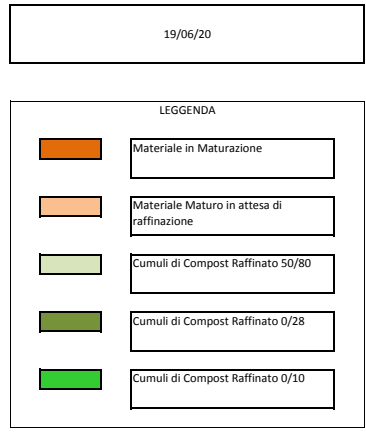 19/06/20
LEGGENDA
Materiale in Maturazione
Materiale Maturo in attesa di
raffinazione
Cumuli di Compost Raffinato 50/80
Cumuli di Compost Raffinato 0/28
Cumuli di Compost Raffinato 0/10